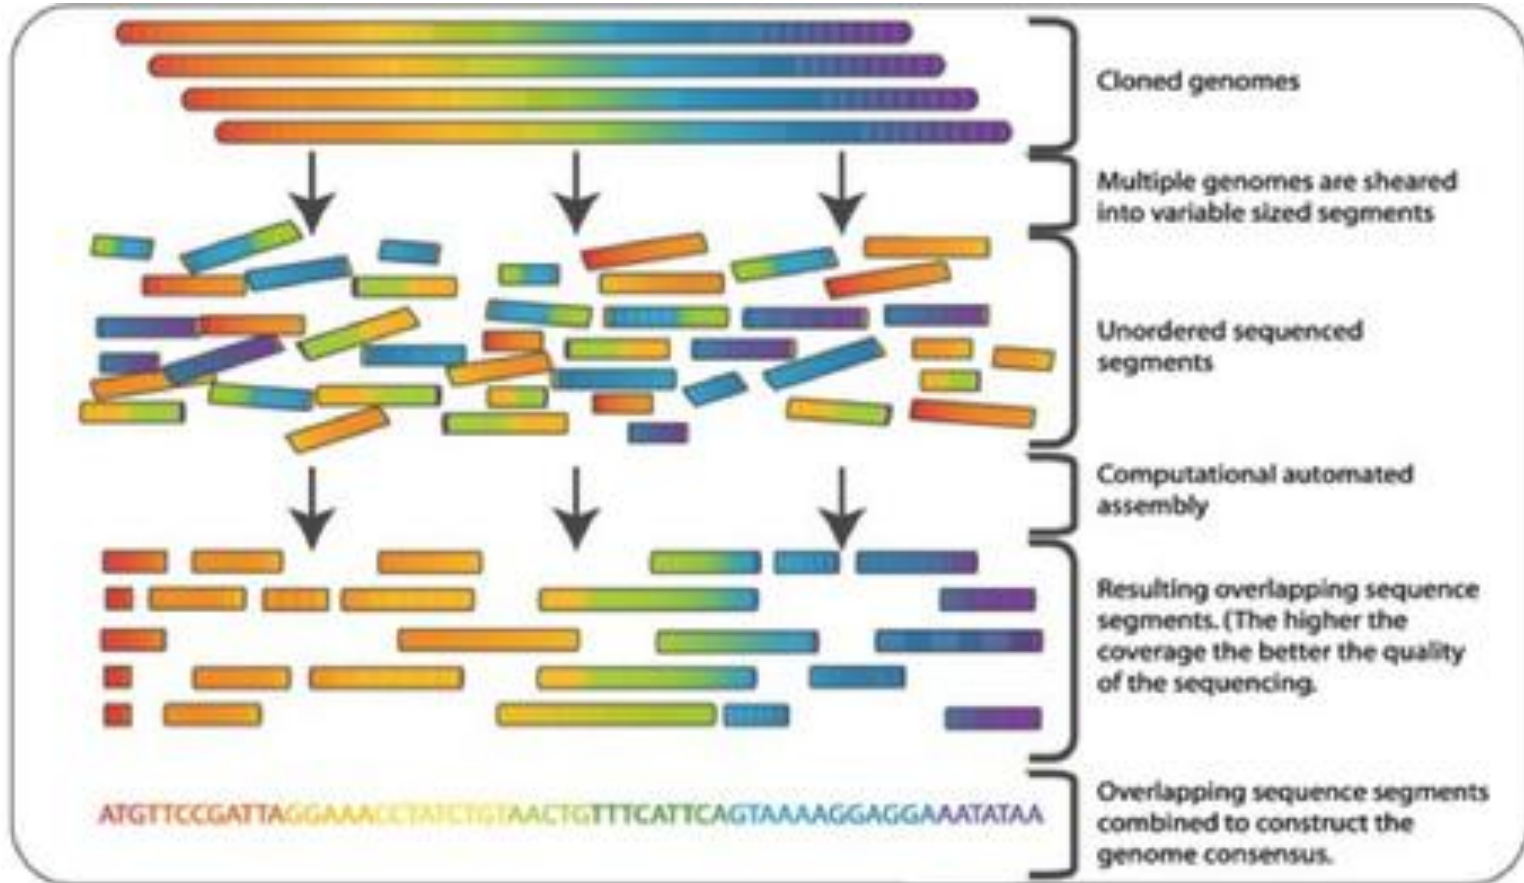 Cloned genomes
Multiple genomes are sheared
into variable sized segments
Unordered sequenced
segments
Computational automated
assembly
Resulting overlapping sequence
segments. (The higher the
coverage the better the quality
of the sequencing.
ATGTTCCGATTAGGAAACCTATCTGTAACTGTTTCATTCAGTAAAAGGAGGAAATATAA
Overlapping sequence segments
combined to construct the
genome consensus.